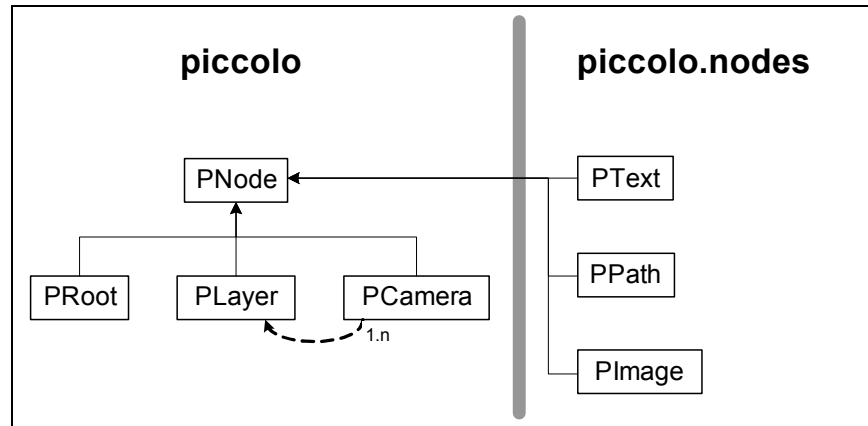 piccolo
piccolo.nodes
PNode
PText
PRoot
PLayer
PCamera
PPath
1.n
PImage